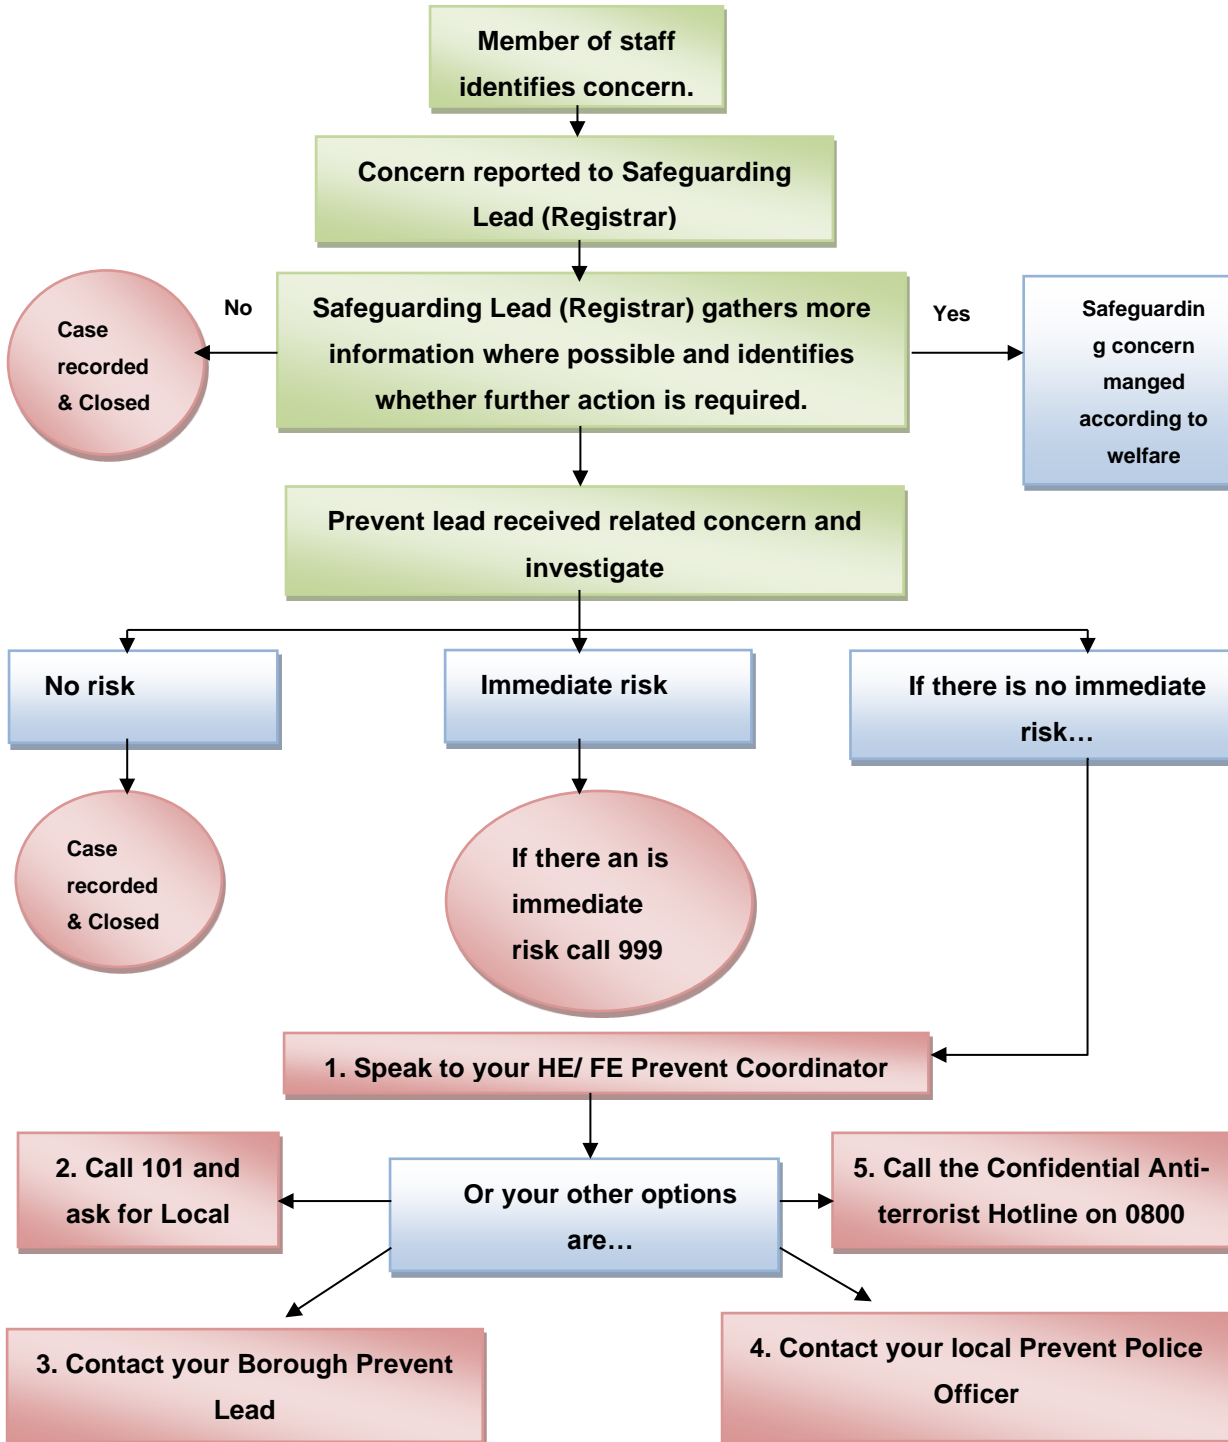 Member of staff
identifies concern.
Concern reported to Safeguarding
Lead (Registrar)
No
Safeguarding Lead (Registrar) gathers more
information where possible and identifies
whether further action is required.
Yes
Case
recorded
& Closed
Safeguardin
g concern
manged
according to
welfare
Prevent lead received related concern and
investigate
No risk
Immediate risk
If there is no immediate
risk…
Case
recorded
& Closed
If there an is
immediate
risk call 999
1. Speak to your HE/ FE Prevent Coordinator
2. Call 101 and
ask for Local
Or your other options
are…
5. Call the Confidential Anti-
terrorist Hotline on 0800
3. Contact your Borough Prevent
Lead
4. Contact your local Prevent Police
Officer